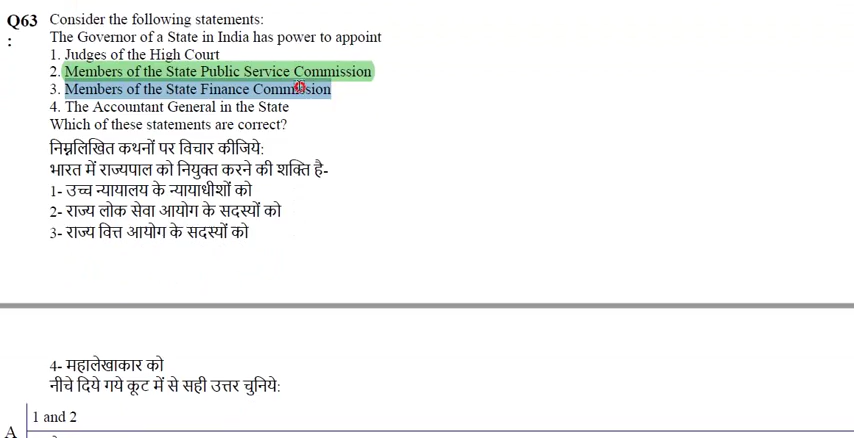 Q63 Consider the following statements:
: The Governor of a State in India has power to appoint
1. Judges of the High Court
2. Members of the State Public Service Commission
3. Members of the State Finance Commission
4. The Accountant General in the State
Which of these statements are correct?
निम्नलिखित कथनों पर विचार कीजिये:
भारत में राज्यपाल को नियुक्त करने की शक्ति है-
1- उच्च न्यायालय के न्यायाधीशों को
2- राज्य लोक सेवा आयोग के सदस्यों को
3- राज्य वित्त आयोग के सदस्यों को
4- महालेखाकार को
नीचे दिये गये कूट में से सही उत्तर चुनिये:
1 and 2
A